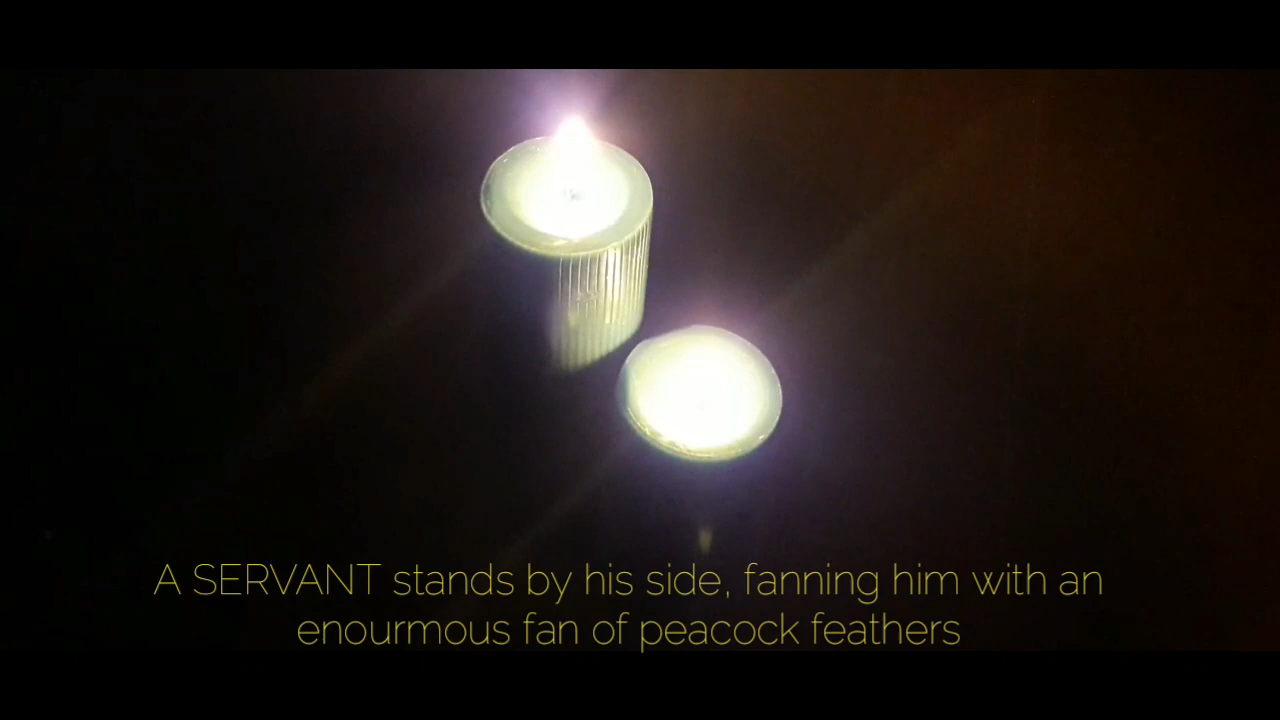 A SERVANT stands by his side, fanning him with an
enourmous fan of peacock feathers